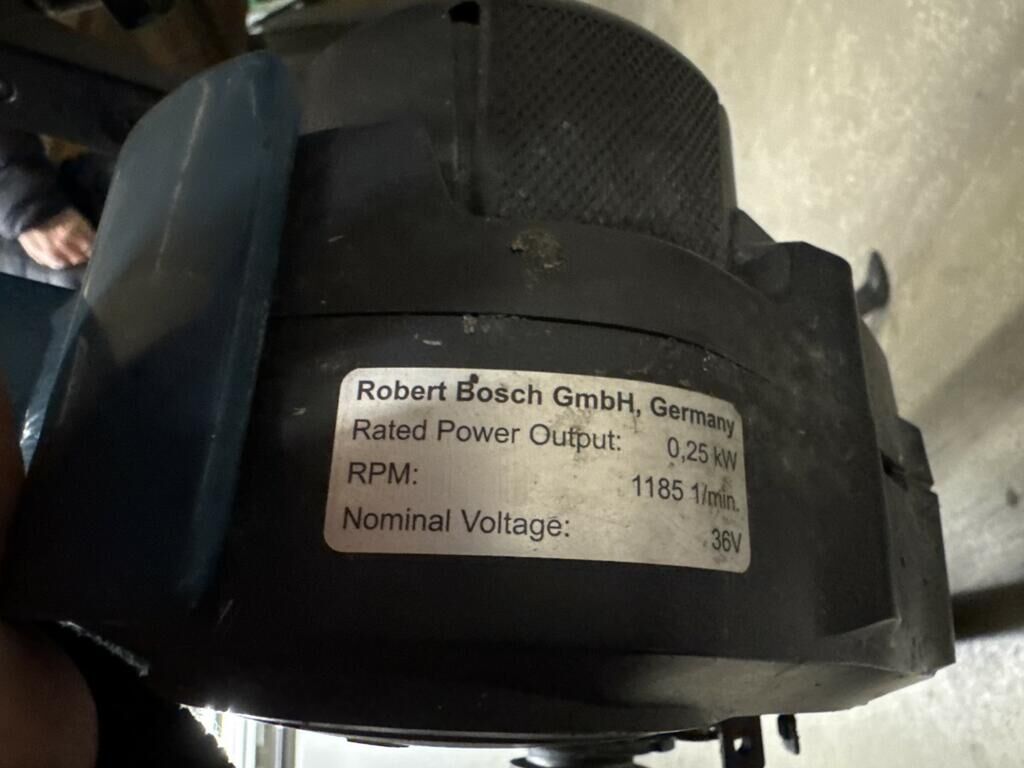 Robert Bosch GmbH, Germany
Rated Power Output: 0,25 kW
RPM: 1185 1/min.
Nominal Voltage: 36V